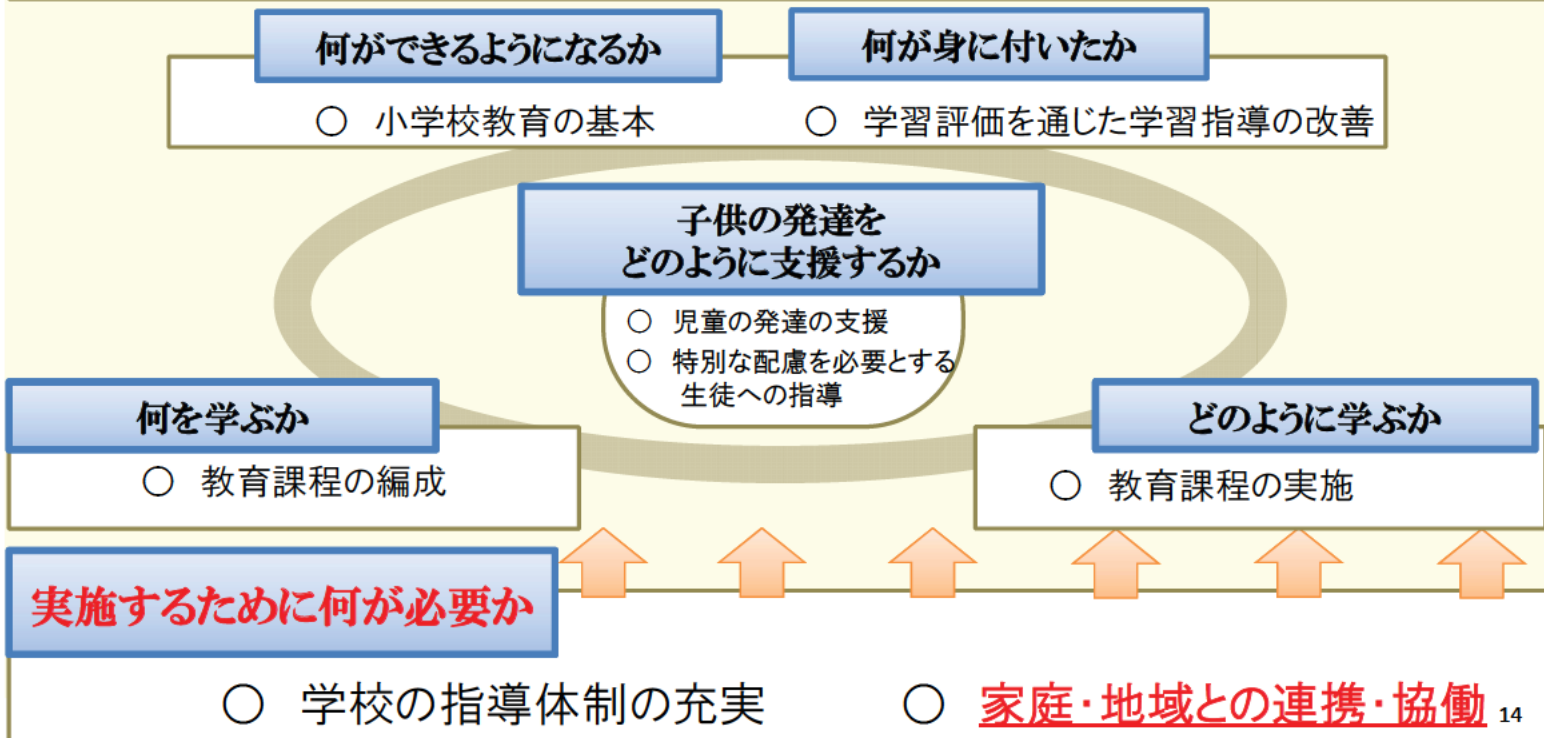 何ができるようになるか
何が身に付いたか
○ 小学校教育の基本
○ 学習評価を通じた学習指導の改善
子供の発達を
どのように支援するか
○ 児童の発達の支援
○ 特別な配慮を必要とする
生徒への指導
何を学ぶか
○ 教育課程の編成
どのように学ぶか
○ 教育課程の実施
実施するために何が必要か
○ 学校の指導体制の充実
○ 家庭・地域との連携・協働
14